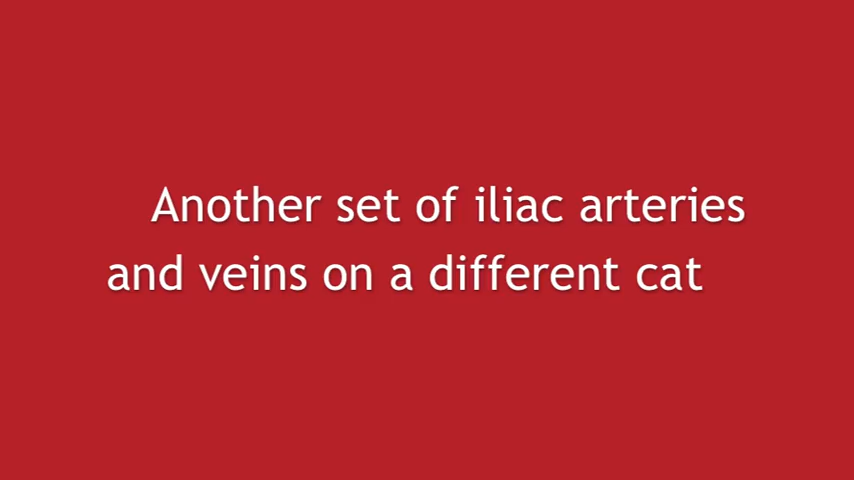 Another set of iliac arteries
and veins on a different cat